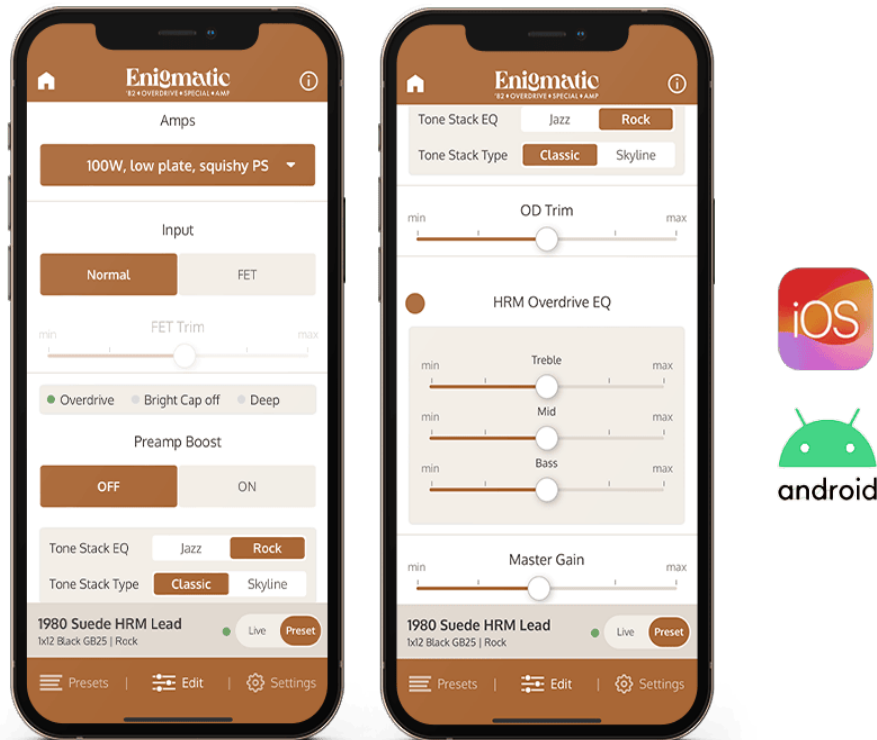 Enigmatic
'82 ♦ OVERDRIVE ♦ SPECIAL ♦ AMP
Amps
100W, low plate, squishy PS
Input
Normal FET
FET Trim
min max
Overdrive Bright Cap off Deep
Preamp Boost
OFF ON
Tone Stack EQ Jazz Rock
Tone Stack Type Classic Skyline
1980 Suede HRM Lead
1x12 Black GB25 | Rock
Live Preset
Presets | Edit | Settings
Enigmatic
'82 ♦ OVERDRIVE ♦ SPECIAL ♦ AMP
Tone Stack EQ Jazz Rock
Tone Stack Type Classic Skyline
OD Trim
min max
HRM Overdrive EQ
Treble
min max
Mid
min max
Bass
min max
Master Gain
min max
1980 Suede HRM Lead
1x12 Black GB25 | Rock
Live Preset
Presets | Edit | Settings
iOS
android